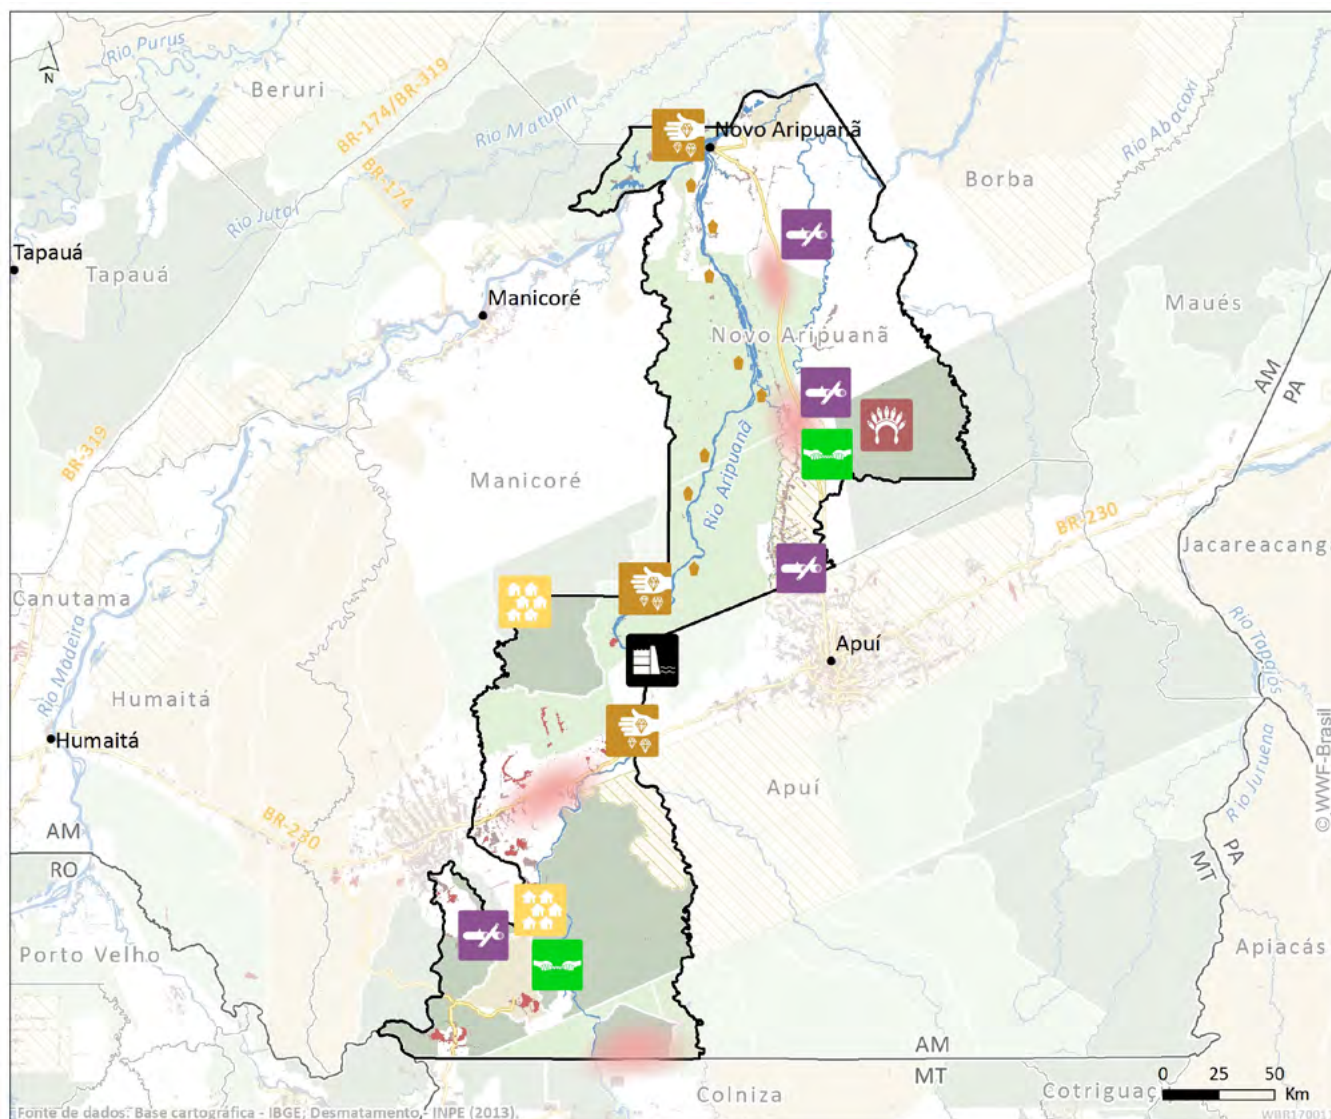 Rio Purus
N
Beruri
BR-174/BR-319
Rio Matupiri
Novo Aripuanã
Rio Abacaxi
BR-174
Borba
Rio Jutaí
Tapauá
Tapauá
Manicoré
Maués
Novo Aripuanã
AM
PA
BR-319
Rio Aripuanã
Manicoré
BR-230
Jacareacang
Canutama
Rio Madeira
Rio Tapajós
Apuí
Humaitá
Humaitá
Rio Juruena
Apuí
© WWF-Brasil
BR-230
AM
RO
PA
MT
Porto Velho
Apiacás
AM
MT
0 25 50
Km
Colniza
Cotriguaç
Fonte de dados: Base cartográfica - IBGE; Desmatamento - INPE (2013).